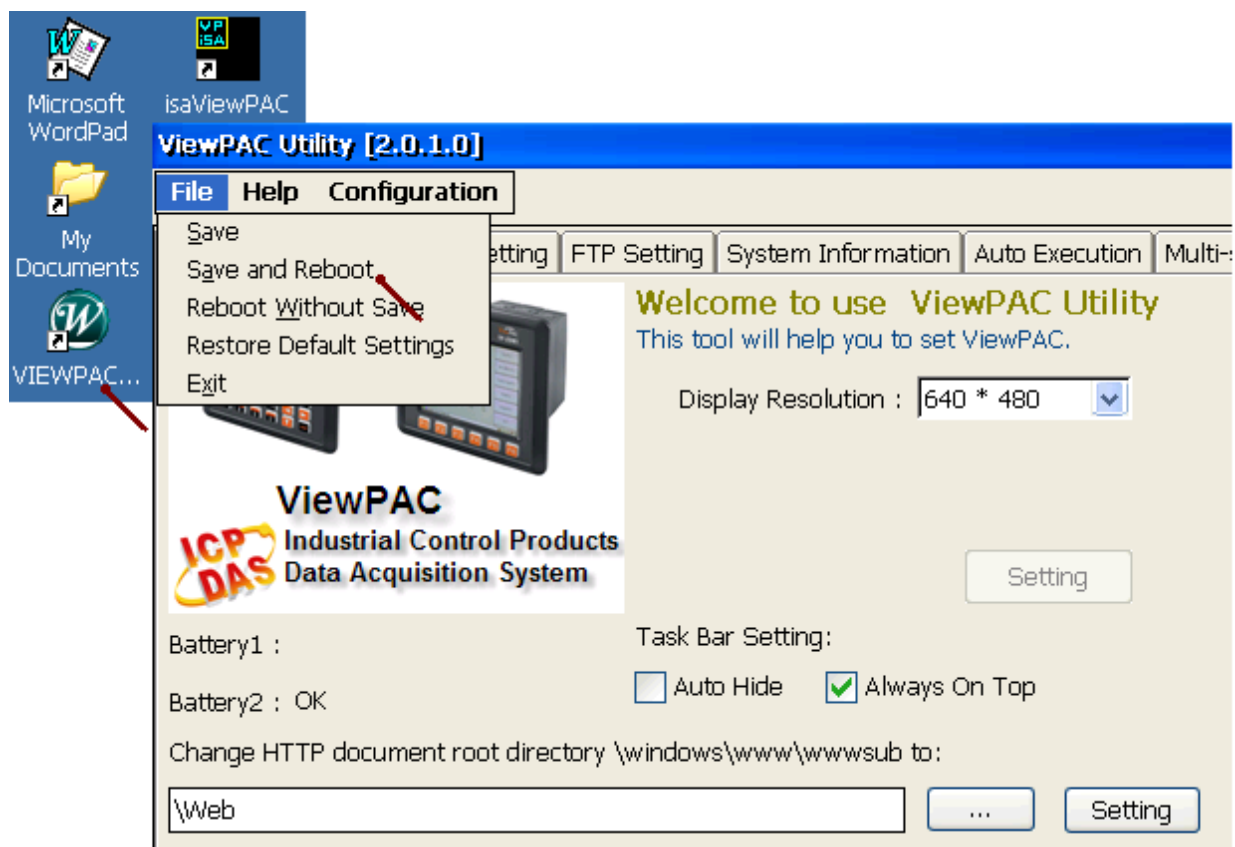 VP
iSA
Microsoft
WordPad
isaViewPAC
My
Documents
VIEWPAC...
ViewPAC Utility [2.0.1.0]
File Help Configuration
Save
Save and Reboot
Reboot Without Save
Restore Default Settings
Exit
etting FTP Setting System Information Auto Execution Multi-
Welcome to use ViewPAC Utility
This tool will help you to set ViewPAC.
Display Resolution : 640 * 480
ViewPAC
ICP DAS
Industrial Control Products
Data Acquisition System
Setting
Battery1 :
Battery2 : OK
Task Bar Setting:
Auto Hide Always On Top
Change HTTP document root directory \windows\www\wwwsub to:
\Web ... Setting